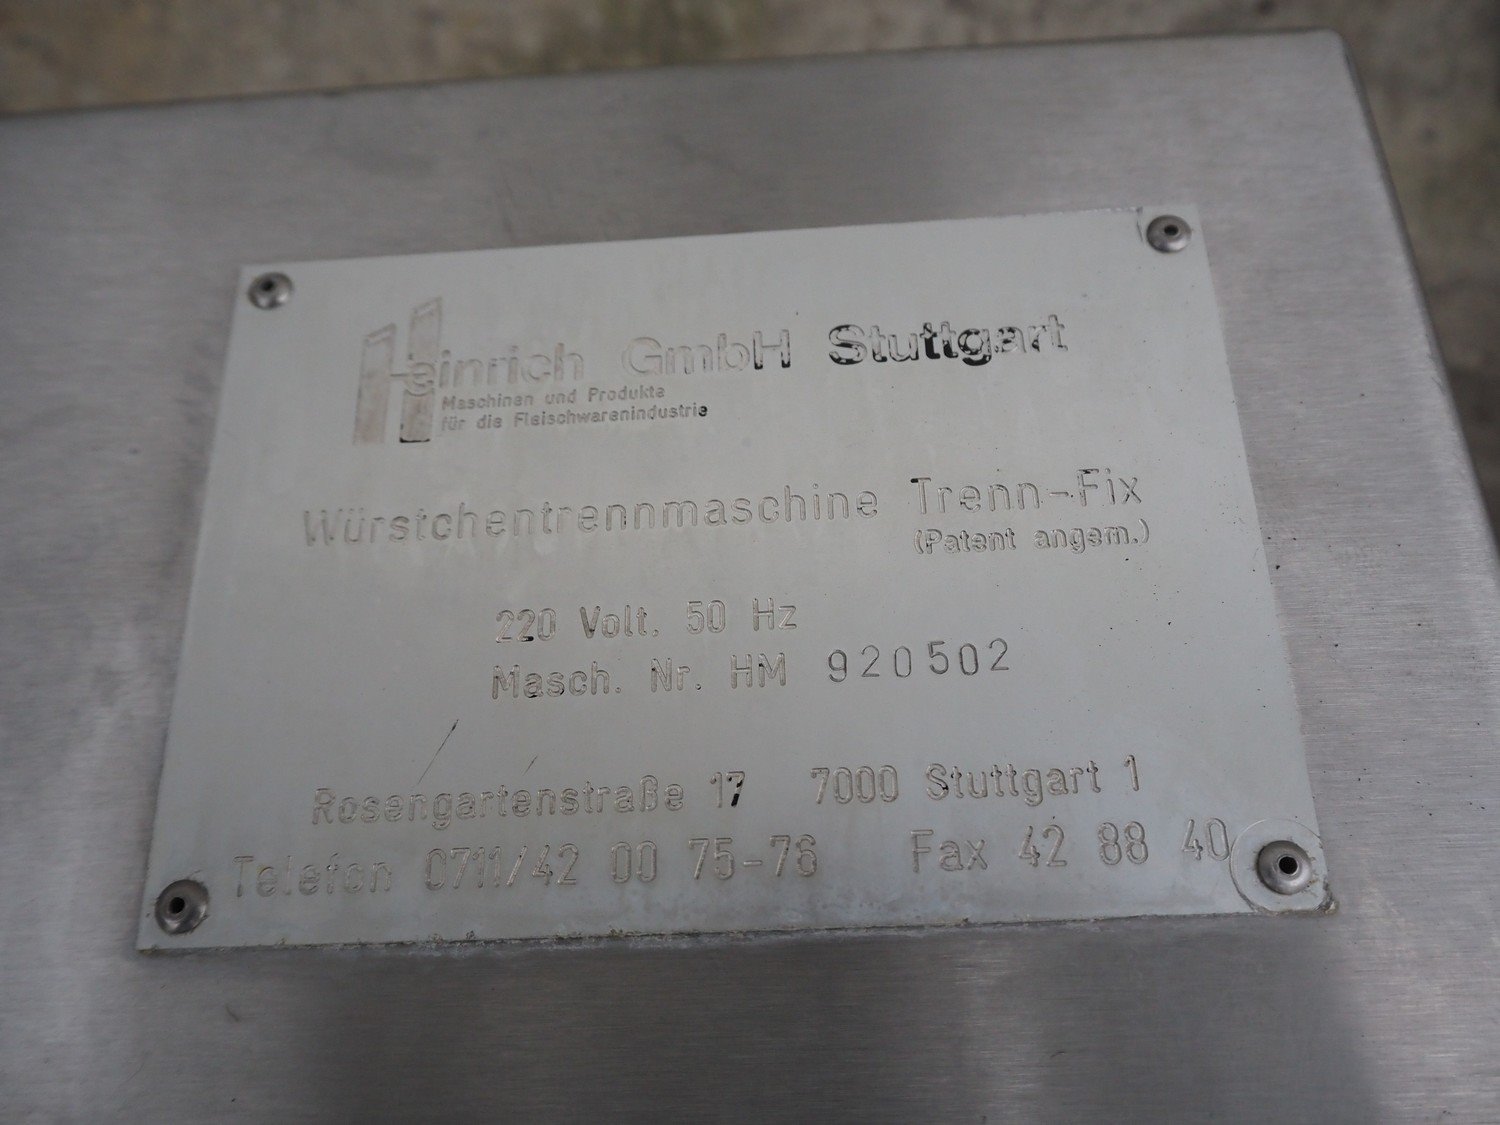 Heinrich GmbH Stuttgart
Maschinen und Produkte
für die Fleischwarenindustrie
Würstchentrennmaschine Trenn-Fix
(Patent angem.)
220 Volt, 50 Hz
Masch. Nr. HM 920502
Rosengartenstraße 17 7000 Stuttgart 1
Telefon 0711/42 00 75-76 Fax 42 88 40